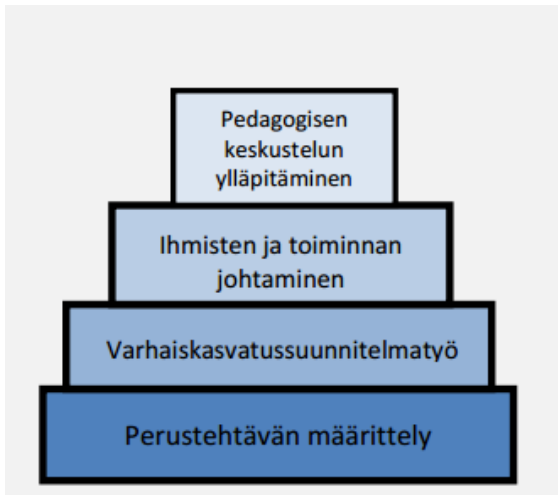 Pedagogisen
keskustelun
ylläpitäminen
Ihmisten ja toiminnan
johtaminen
Varhaiskasvatussuunnitelmatyö
Perustehtävän määrittely